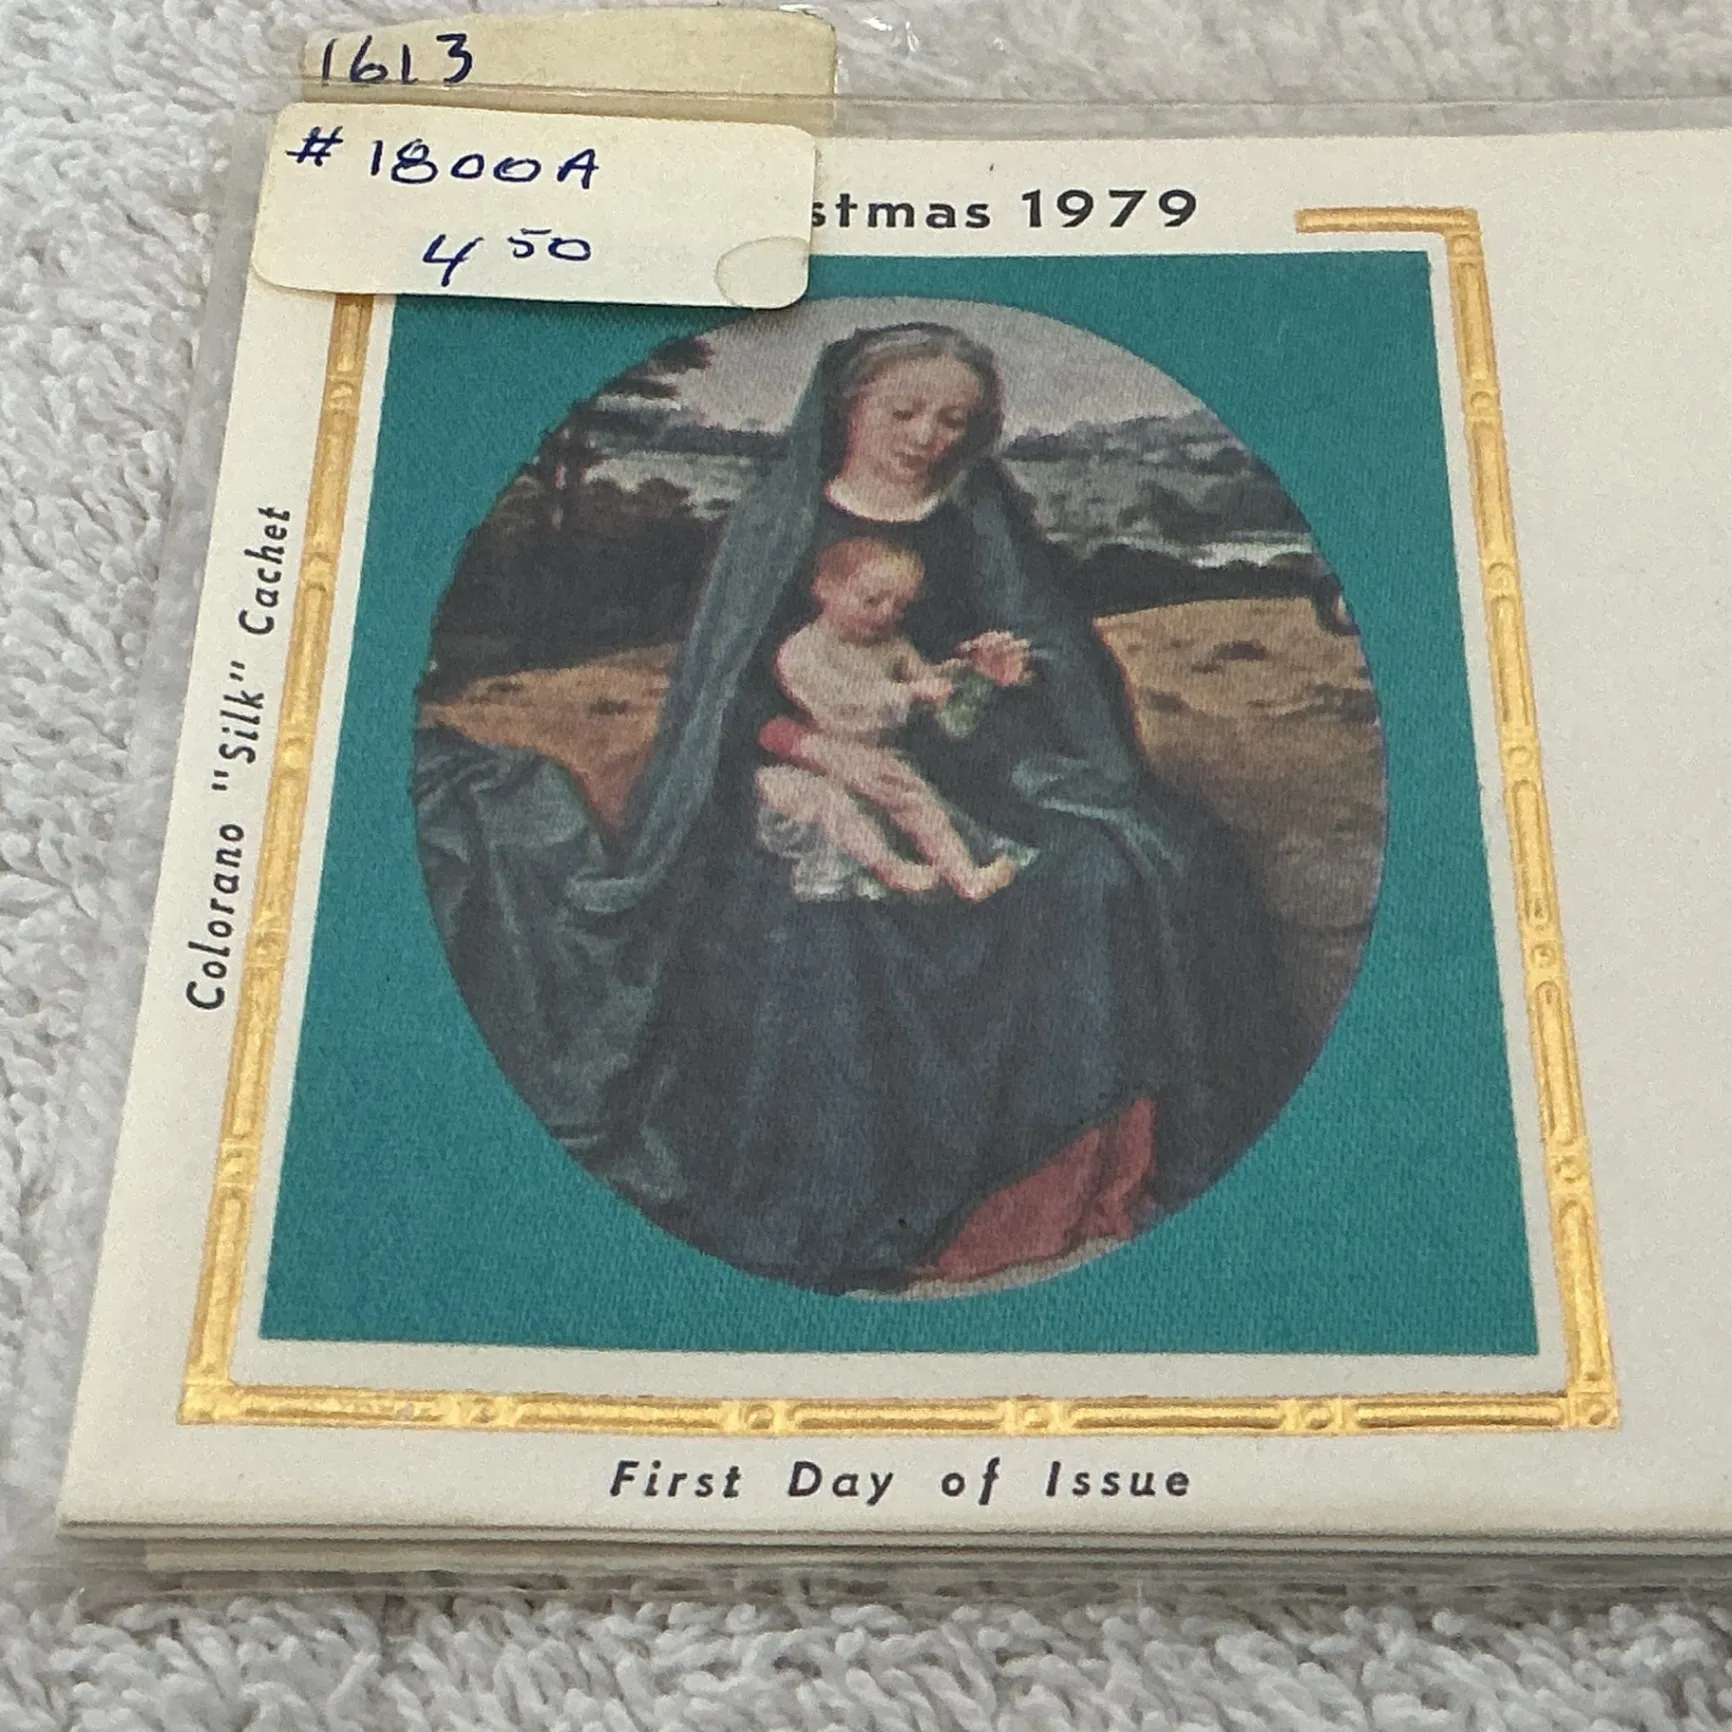 1613
#1800A
4 50
stmas 1979
Colorano "Silk" Cachet
First Day of Issue